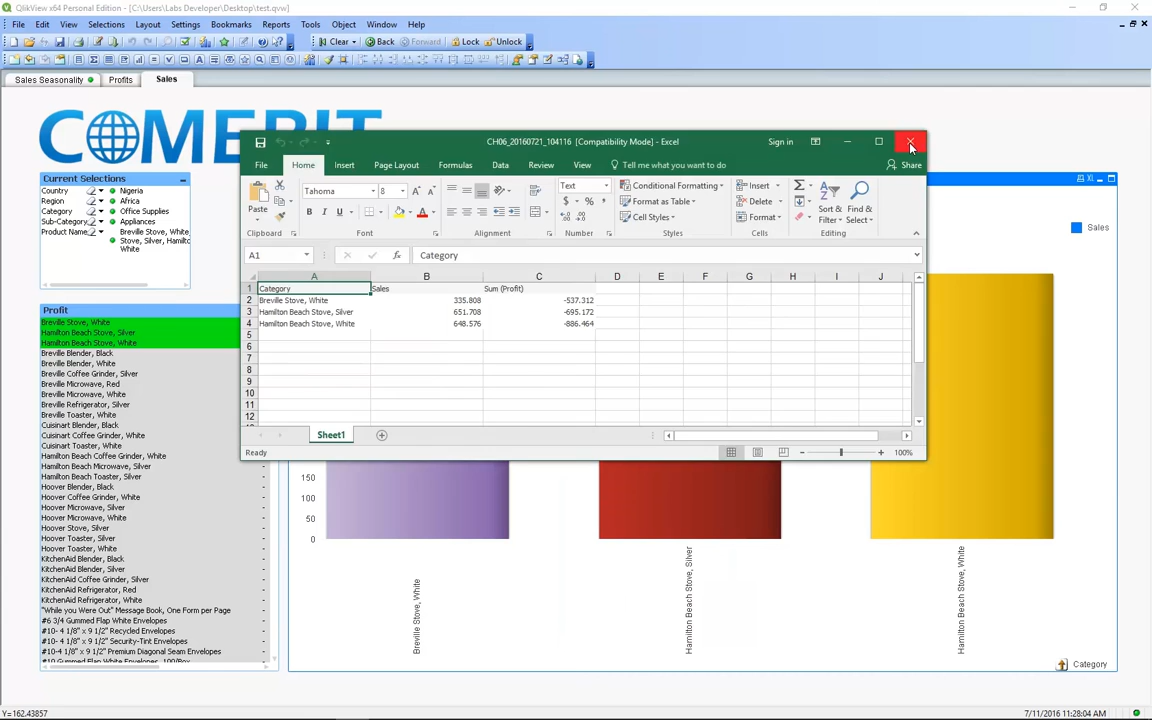 QlikView x64 Personal Edition - [C:\Users\Labs Developer\Desktop\test.qvw]
File Edit View Selections Layout Settings Bookmarks Reports Tools Object Window Help
Clear Back Forward Lock Unlock
Sales Seasonality Profits Sales
COMERIT
Current Selections
Country Nigeria
Region Africa
Category Office Supplies
Sub-Category Appliances
Product Name Breville Stove, White,
Stove, Silver, Hamilto
White
Profit
Breville Stove, White
Hamilton Beach Stove, Silver
Hamilton Beach Stove, White
Breville Blender, Black
Breville Blender, White
Breville Coffee Grinder, Silver
Breville Microwave, Red
Breville Microwave, White
Breville Refrigerator, Silver
Breville Toaster, White
Cuisinart Blender, Black
Cuisinart Coffee Grinder, White
Cuisinart Toaster, White
Hamilton Beach Coffee Grinder, White
Hamilton Beach Microwave, Silver
Hamilton Beach Toaster, Silver
Hoover Blender, Black
Hoover Coffee Grinder, White
Hoover Microwave, Silver
Hoover Microwave, White
Hoover Stove, Silver
Hoover Toaster, Silver
Hoover Toaster, White
KitchenAid Blender, Black
KitchenAid Blender, Silver
KitchenAid Coffee Grinder, Silver
KitchenAid Refrigerator, Red
KitchenAid Refrigerator, White
"While you Were Out" Message Book, One Form per Page
#6 3/4 Gummed Flap White Envelopes
#10- 4 1/8" x 9 1/2" Recycled Envelopes
#10- 4 1/8" x 9 1/2" Security-Tint Envelopes
#10-4 1/8" x 9 1/2" Premium Diagonal Seam Envelopes
#10 Gummed Flap White Envelopes, 100/Box
CH06_20160721_104116 [Compatibility Mode] - Excel
Sign in
File Home Insert Page Layout Formulas Data Review View Tell me what you want to do Share
Paste
Tahoma 8
B I U
Text
$ % ,
Conditional Formatting
Format as Table
Cell Styles
Insert
Delete
Format
Sort & Filter
Find & Select
Clipboard Font Alignment Number Styles Cells Editing
A1 fx Category
A B C D E F G H I J
1 Category Sales Sum (Profit)
2 Breville Stove, White 335.808 -537.312
3 Hamilton Beach Stove, Silver 651.708 -695.172
4 Hamilton Beach Stove, White 648.576 -886.464
5
6
7
8
9
10
11
12
Sheet1
Ready 100%
XL
Sales
150
100
50
0
Breville Stove, White
Hamilton Beach Stove, Silver
Hamilton Beach Stove, White
Category
Y=162.43857 7/11/2016 11:28:04 AM